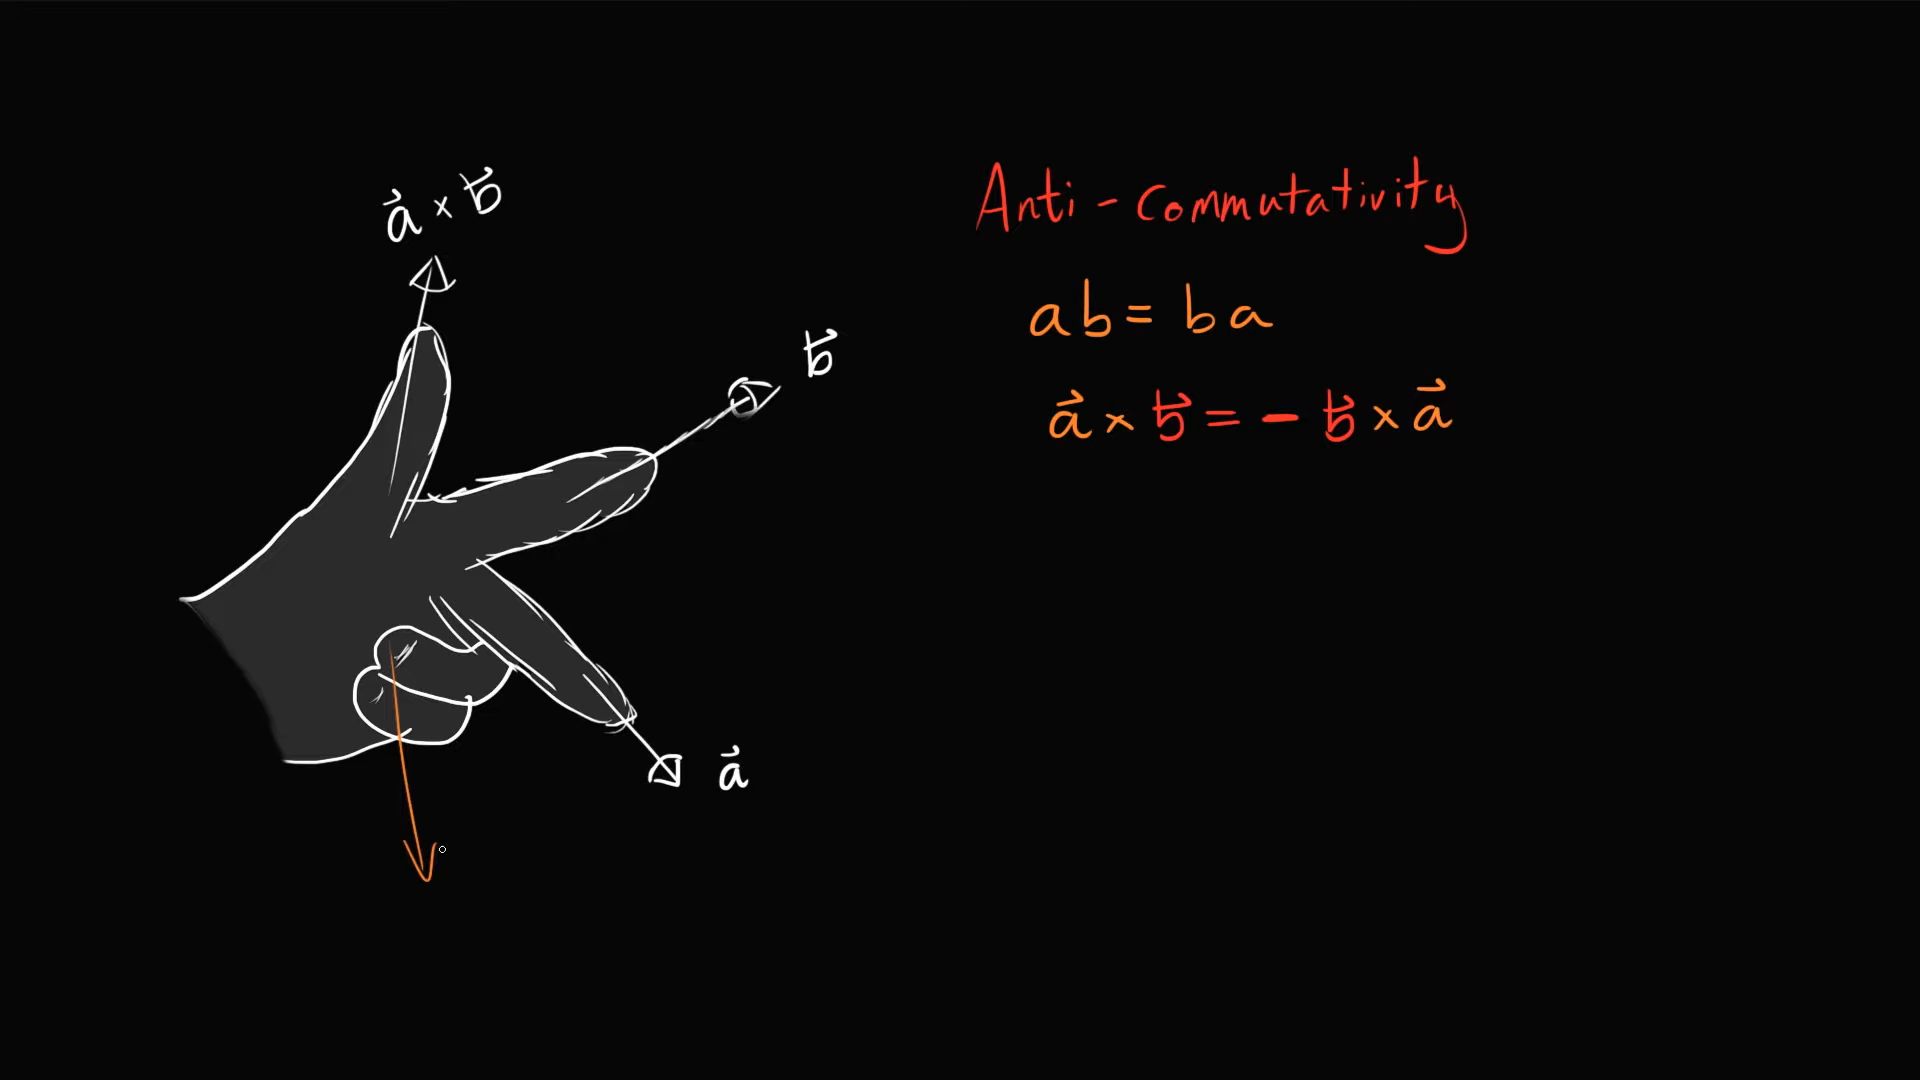 a⃗ × b⃗
b⃗
a⃗
Anti-commutativity
ab = ba
a⃗ × b⃗ = - b⃗ × a⃗